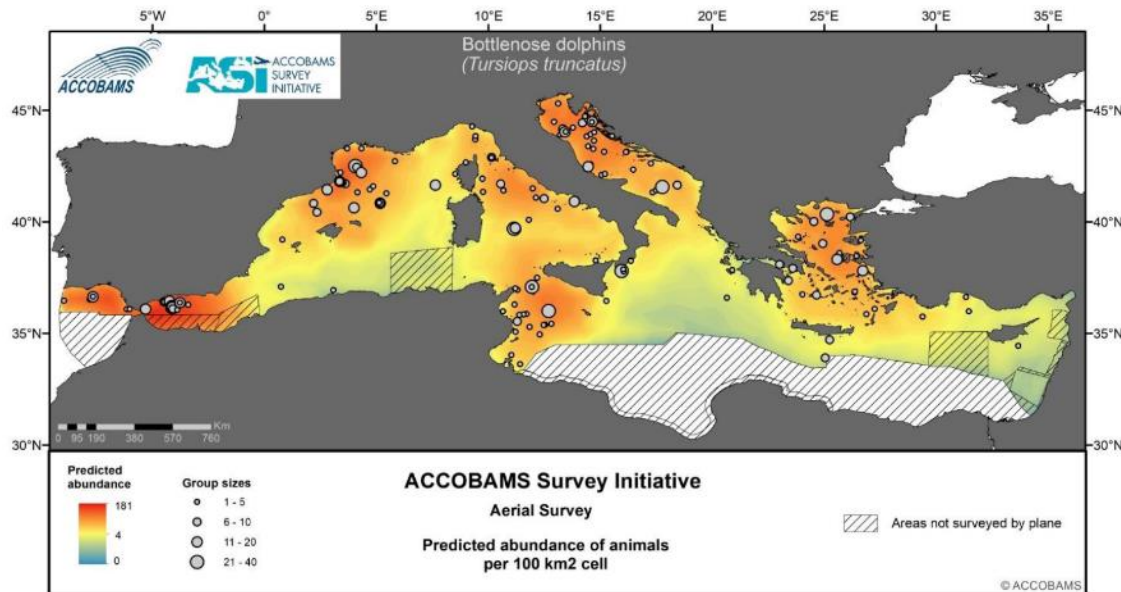 5°W 0° 5°E 10°E 15°E 20°E 25°E 30°E 35°E
Bottlenose dolphins
(Tursiops truncatus)
ACCOBAMS
ASI
ACCOBAMS
SURVEY
INITIATIVE
45°N 45°N
40°N 40°N
35°N 35°N
30°N 30°N
Km
0 95 190 380 570 760
Predicted
abundance
181
4
0
Group sizes
1 - 5
6 - 10
11 - 20
21 - 40
ACCOBAMS Survey Initiative
Aerial Survey
Predicted abundance of animals
per 100 km2 cell
Areas not surveyed by plane
© ACCOBAMS